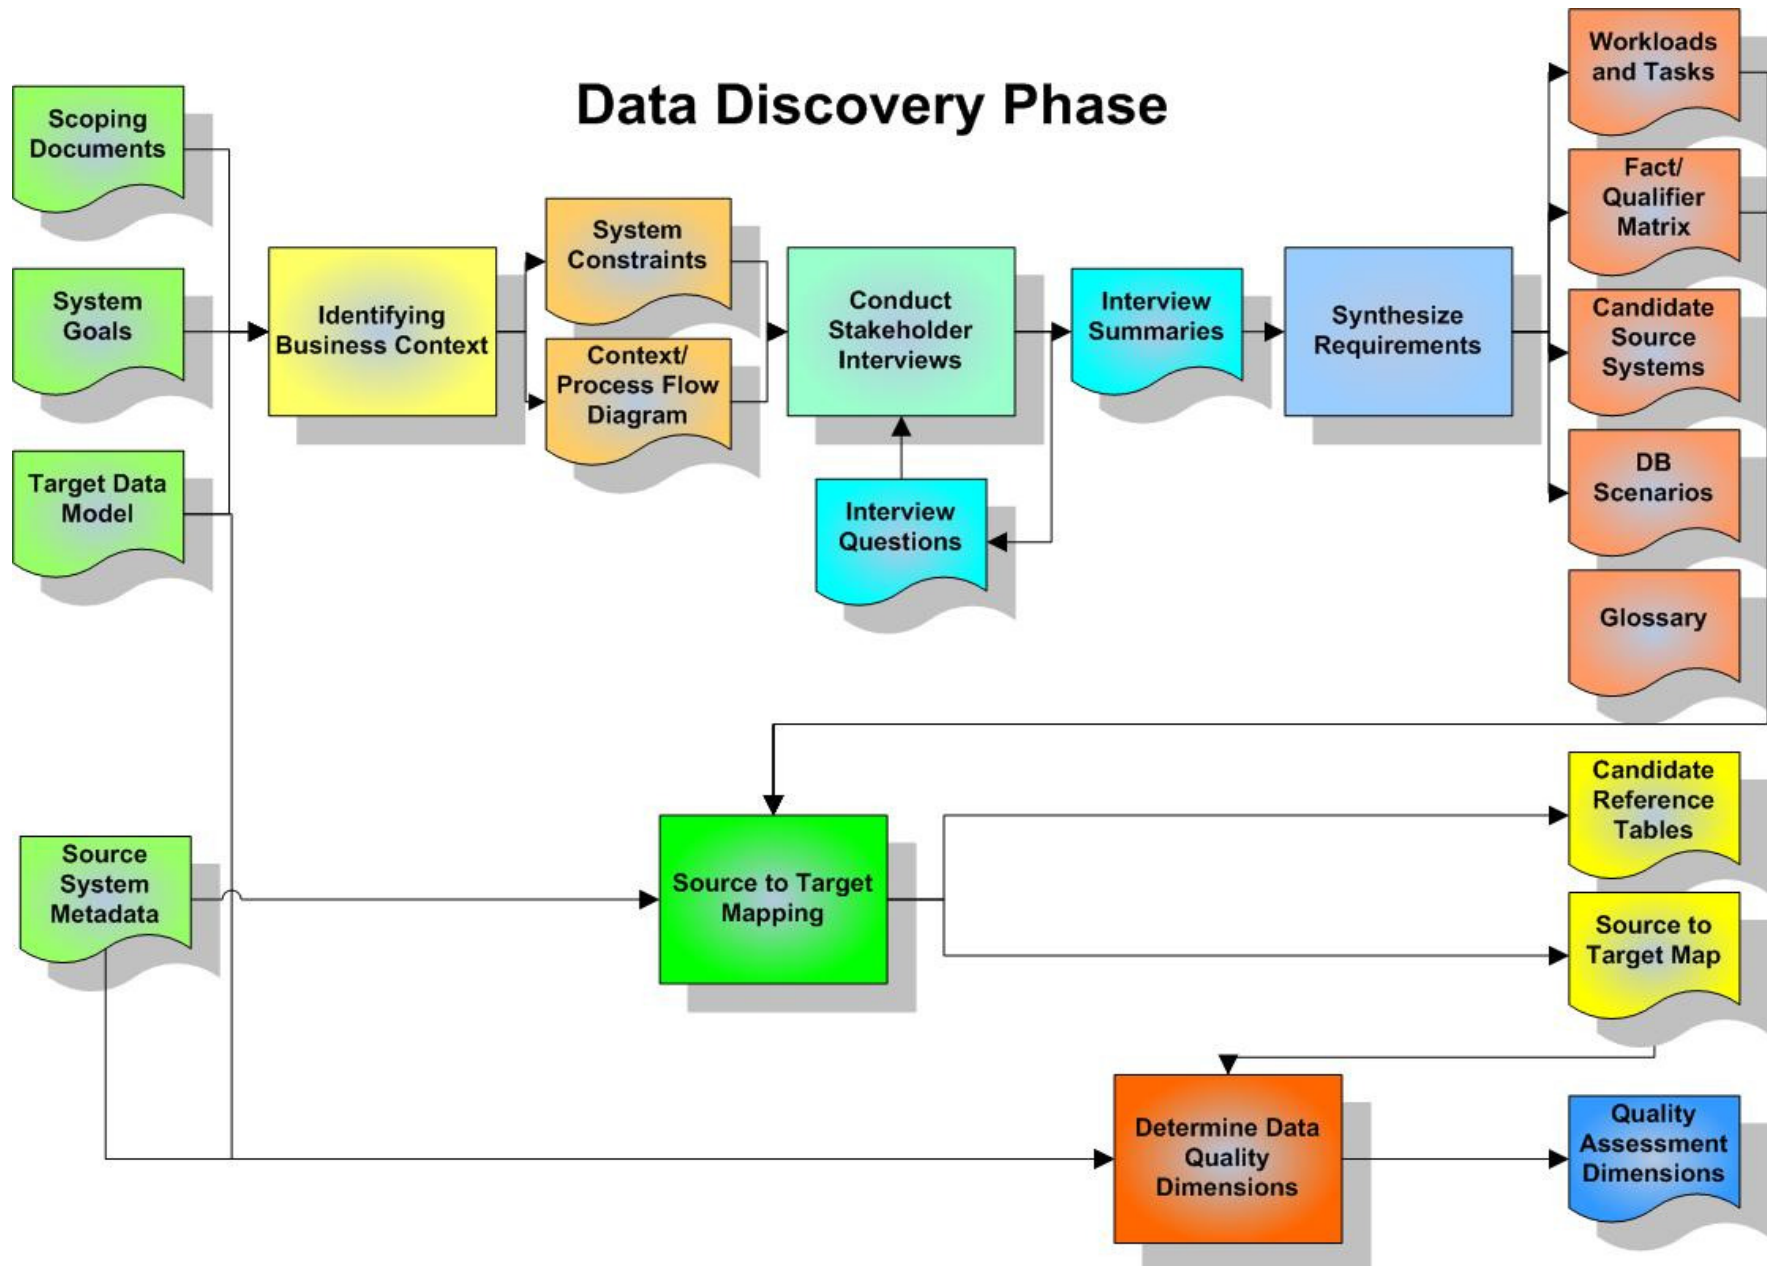 Data Discovery Phase
Scoping
Documents
System
Goals
Target Data
Model
Identifying
Business Context
System
Constraints
Context/
Process Flow
Diagram
Conduct
Stakeholder
Interviews
Interview
Questions
Interview
Summaries
Synthesize
Requirements
Workloads
and Tasks
Fact/
Qualifier
Matrix
Candidate
Source
Systems
DB
Scenarios
Glossary
Source
System
Metadata
Source to Target
Mapping
Candidate
Reference
Tables
Source to
Target Map
Determine Data
Quality
Dimensions
Quality
Assessment
Dimensions